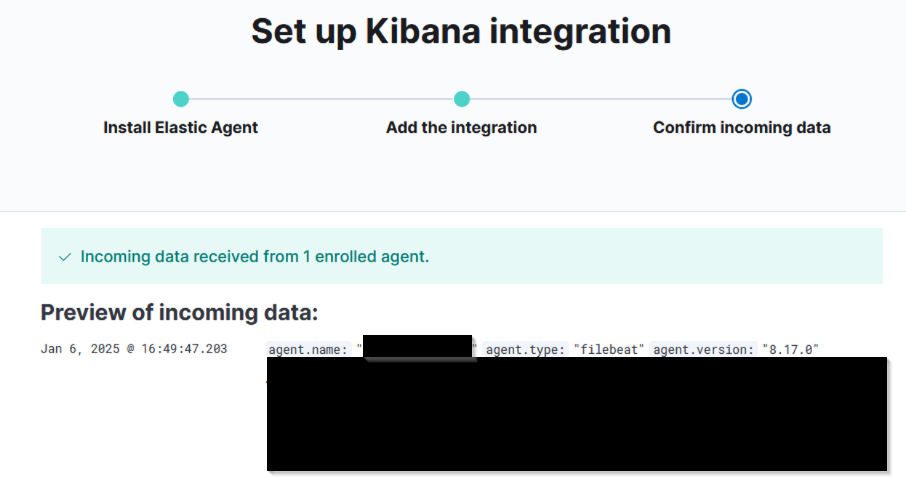 Set up Kibana integration
Install Elastic Agent Add the integration Confirm incoming data
Incoming data received from 1 enrolled agent.
Preview of incoming data:
Jan 6, 2025 @ 16:49:47.203 agent.name: " " agent.type: "filebeat" agent.version: "8.17.0"